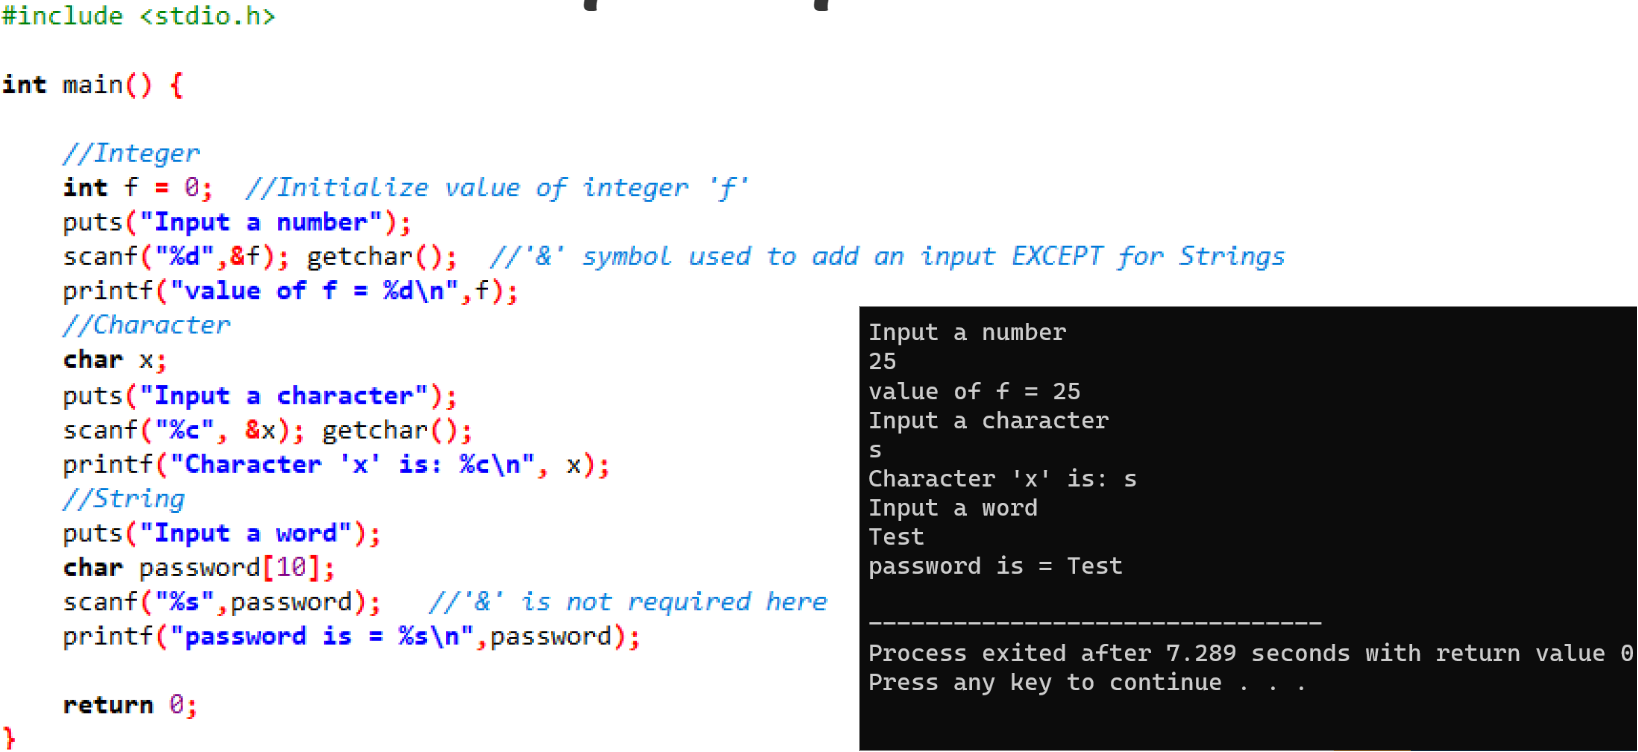 #include <stdio.h>
int main() {
//Integer
int f = 0;  //Initialize value of integer 'f'
puts("Input a number");
scanf("%d",&f); getchar();  //'&' symbol used to add an input EXCEPT for Strings
printf("value of f = %d\n",f);
//Character
char x;
puts("Input a character");
scanf("%c", &x); getchar();
printf("Character 'x' is: %c\n", x);
//String
puts("Input a word");
char password[10];
scanf("%s",password);   //'&' is not required here
printf("password is = %s\n",password);
return 0;
}
Input a number
25
value of f = 25
Input a character
s
Character 'x' is: s
Input a word
Test
password is = Test
--------------------------------
Process exited after 7.289 seconds with return value 0
Press any key to continue . . .